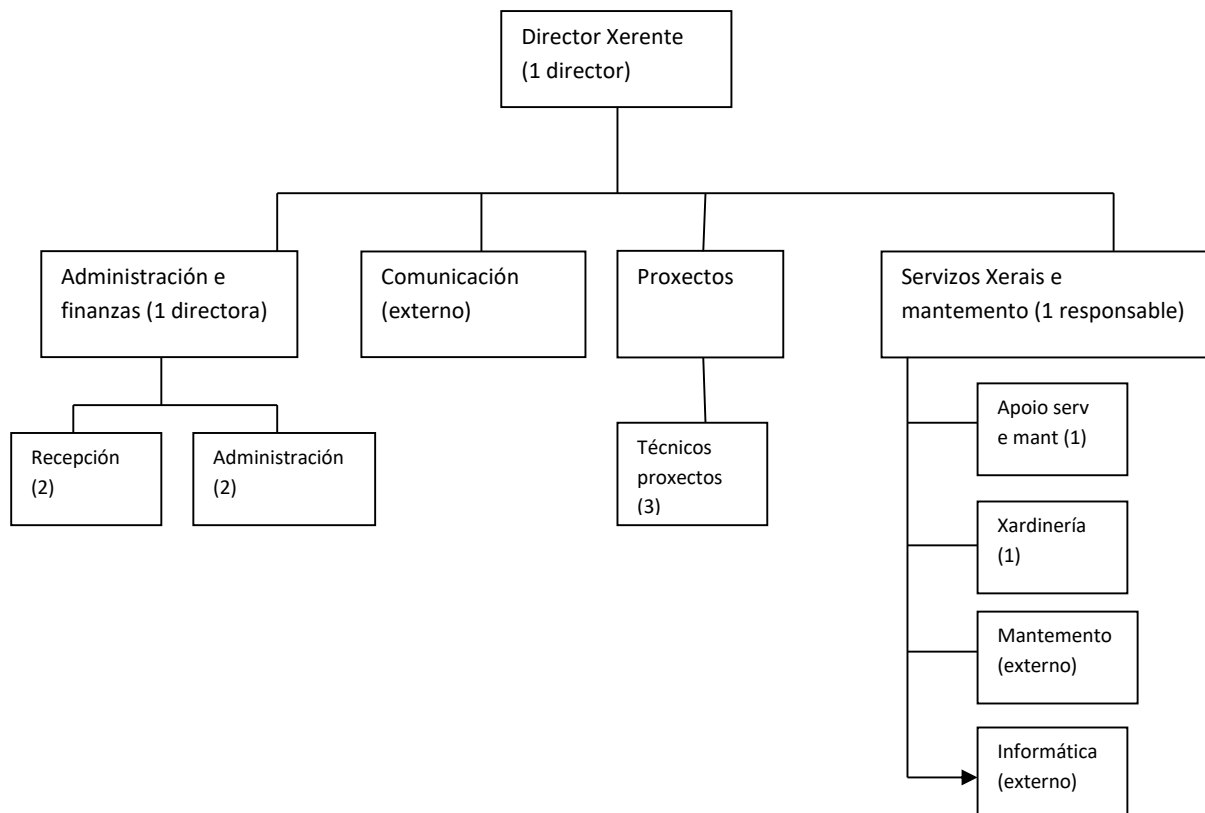 Director Xerente
(1 director)
Administración e
finanzas (1 directora)
Comunicación
(externo)
Proxectos
Servizos Xerais e
mantemento (1 responsable)
Recepción
(2)
Administración
(2)
Técnicos
proxectos
(3)
Apoio serv
e mant (1)
Xardinería
(1)
Mantemento
(externo)
Informática
(externo)